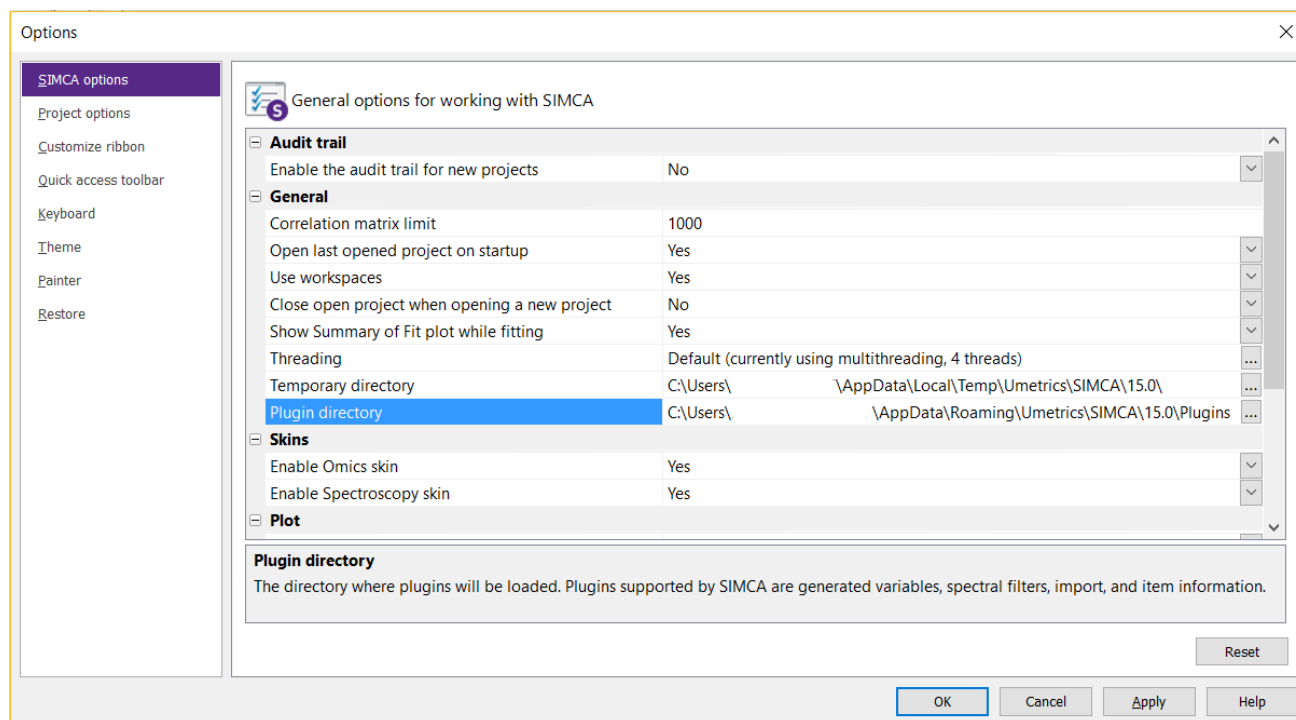 Options
SIMCA options
Project options
Customize ribbon
Quick access toolbar
Keyboard
Theme
Painter
Restore
General options for working with SIMCA
Audit trail
Enable the audit trail for new projects No
General
Correlation matrix limit 1000
Open last opened project on startup Yes
Use workspaces Yes
Close open project when opening a new project No
Show Summary of Fit plot while fitting Yes
Threading Default (currently using multithreading, 4 threads) ...
Temporary directory C:\Users\ \AppData\Local\Temp\Umetrics\SIMCA\15.0\ ...
Plugin directory C:\Users\ \AppData\Roaming\Umetrics\SIMCA\15.0\Plugins ...
Skins
Enable Omics skin Yes
Enable Spectroscopy skin Yes
Plot
Plugin directory
The directory where plugins will be loaded. Plugins supported by SIMCA are generated variables, spectral filters, import, and item information.
Reset
OK Cancel Apply Help